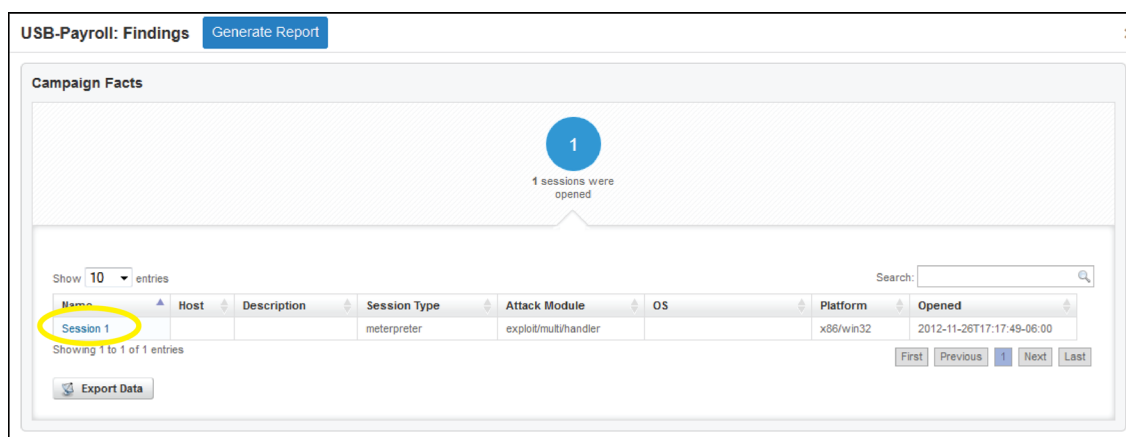 USB-Payroll: Findings Generate Report
Campaign Facts
1
1 sessions were
opened
Show 10 entries Search:
Name Host Description Session Type Attack Module OS Platform Opened
Session 1 meterpreter exploit/multi/handler x86/win32 2012-11-26T17:17:49-06:00
Showing 1 to 1 of 1 entries
First Previous 1 Next Last
Export Data